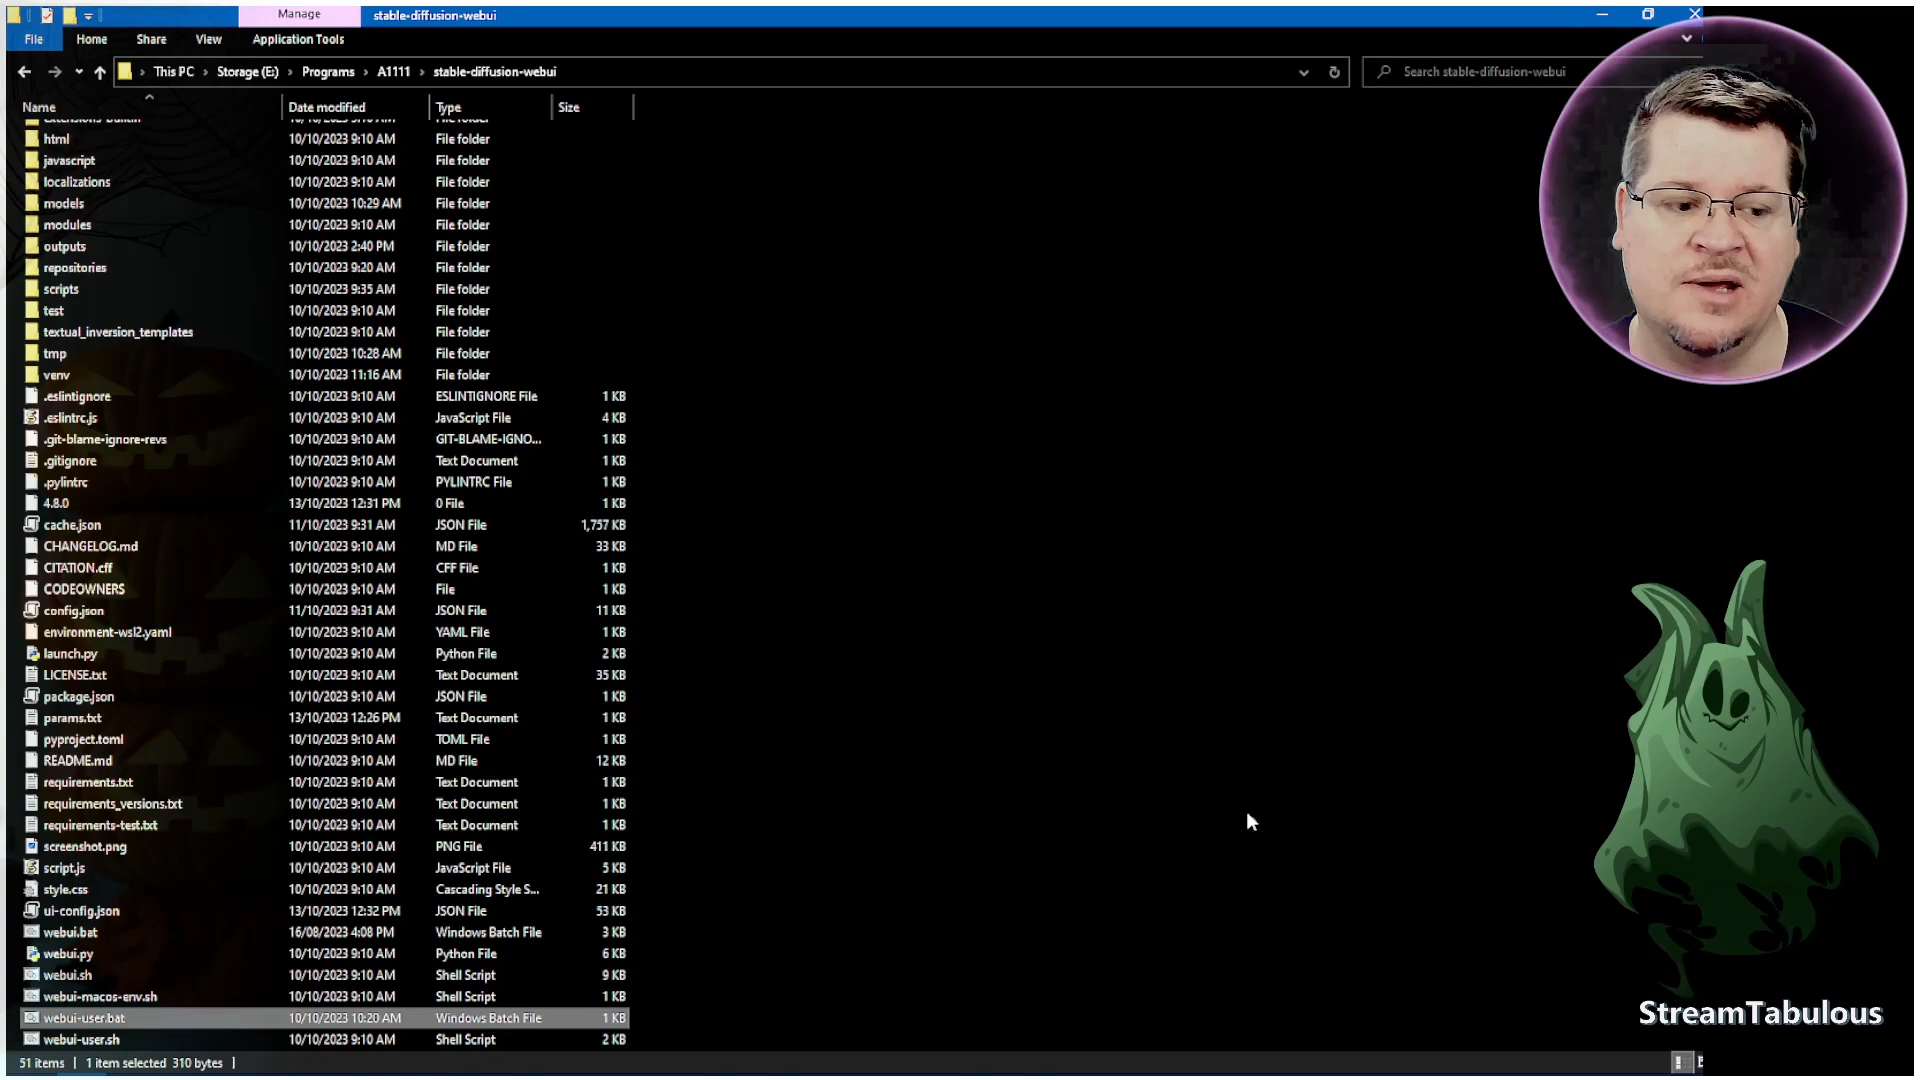 Manage stable-diffusion-webui
File Home Share View Application Tools
This PC › Storage (E:) › Programs › A1111 › stable-diffusion-webui Search stable-diffusion-webui
Name Date modified Type Size
html 10/10/2023 9:10 AM File folder
javascript 10/10/2023 9:10 AM File folder
localizations 10/10/2023 9:10 AM File folder
models 10/10/2023 10:29 AM File folder
modules 10/10/2023 9:10 AM File folder
outputs 10/10/2023 2:40 PM File folder
repositories 10/10/2023 9:20 AM File folder
scripts 10/10/2023 9:35 AM File folder
test 10/10/2023 9:10 AM File folder
textual_inversion_templates 10/10/2023 9:10 AM File folder
tmp 10/10/2023 10:28 AM File folder
venv 10/10/2023 11:16 AM File folder
.eslintignore 10/10/2023 9:10 AM ESLINTIGNORE File 1 KB
.eslintrc.js 10/10/2023 9:10 AM JavaScript File 4 KB
.git-blame-ignore-revs 10/10/2023 9:10 AM GIT-BLAME-IGNO... 1 KB
.gitignore 10/10/2023 9:10 AM Text Document 1 KB
.pylintrc 10/10/2023 9:10 AM PYLINTRC File 1 KB
4.8.0 13/10/2023 12:31 PM 0 File 1 KB
cache.json 11/10/2023 9:31 AM JSON File 1,757 KB
CHANGELOG.md 10/10/2023 9:10 AM MD File 33 KB
CITATION.cff 10/10/2023 9:10 AM CFF File 1 KB
CODEOWNERS 10/10/2023 9:10 AM File 1 KB
config.json 11/10/2023 9:31 AM JSON File 11 KB
environment-wsl2.yaml 10/10/2023 9:10 AM YAML File 1 KB
launch.py 10/10/2023 9:10 AM Python File 2 KB
LICENSE.txt 10/10/2023 9:10 AM Text Document 35 KB
package.json 10/10/2023 9:10 AM JSON File 1 KB
params.txt 13/10/2023 12:26 PM Text Document 1 KB
pyproject.toml 10/10/2023 9:10 AM TOML File 1 KB
README.md 10/10/2023 9:10 AM MD File 12 KB
requirements.txt 10/10/2023 9:10 AM Text Document 1 KB
requirements_versions.txt 10/10/2023 9:10 AM Text Document 1 KB
requirements-test.txt 10/10/2023 9:10 AM Text Document 1 KB
screenshot.png 10/10/2023 9:10 AM PNG File 411 KB
script.js 10/10/2023 9:10 AM JavaScript File 5 KB
style.css 10/10/2023 9:10 AM Cascading Style S... 21 KB
ui-config.json 13/10/2023 12:32 PM JSON File 53 KB
webui.bat 16/08/2023 4:08 PM Windows Batch File 3 KB
webui.py 10/10/2023 9:10 AM Python File 6 KB
webui.sh 10/10/2023 9:10 AM Shell Script 9 KB
webui-macos-env.sh 10/10/2023 9:10 AM Shell Script 1 KB
webui-user.bat 10/10/2023 10:20 AM Windows Batch File 1 KB
webui-user.sh 10/10/2023 9:10 AM Shell Script 2 KB
51 items 1 item selected 310 bytes
StreamTabulous